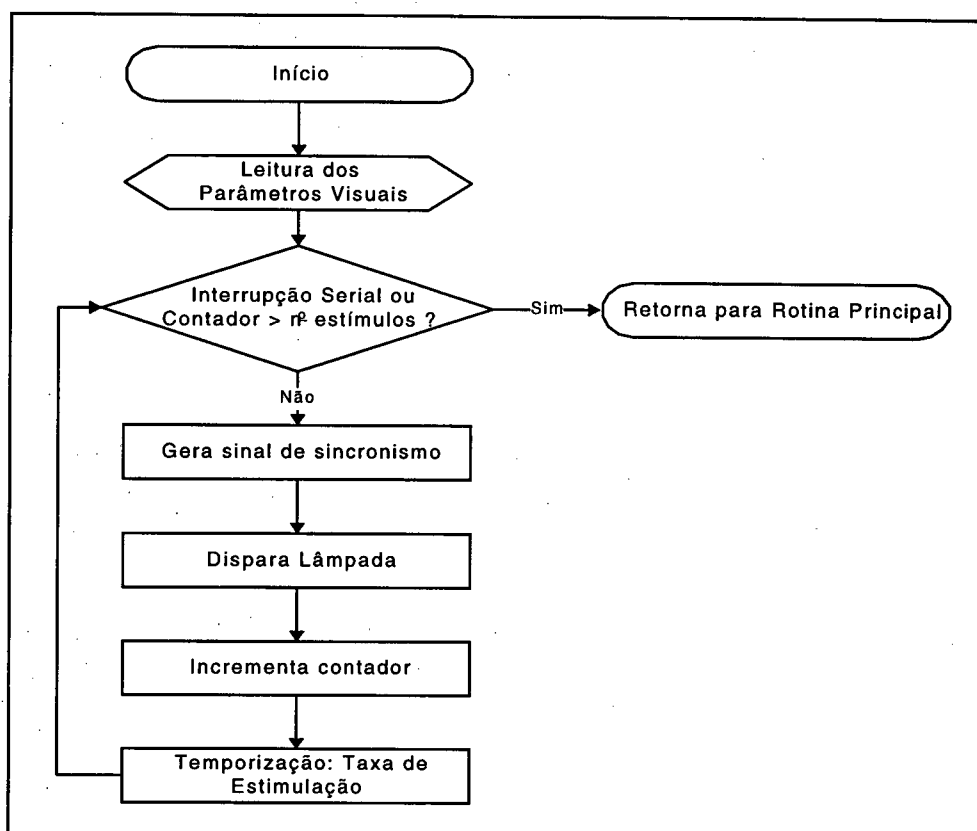 Início
Leitura dos
Parâmetros Visuais
Interrupção Serial ou
Contador > nº estímulos ?
Sim
Retorna para Rotina Principal
Não
Gera sinal de sincronismo
Dispara Lâmpada
Incrementa contador
Temporização: Taxa de
Estimulação